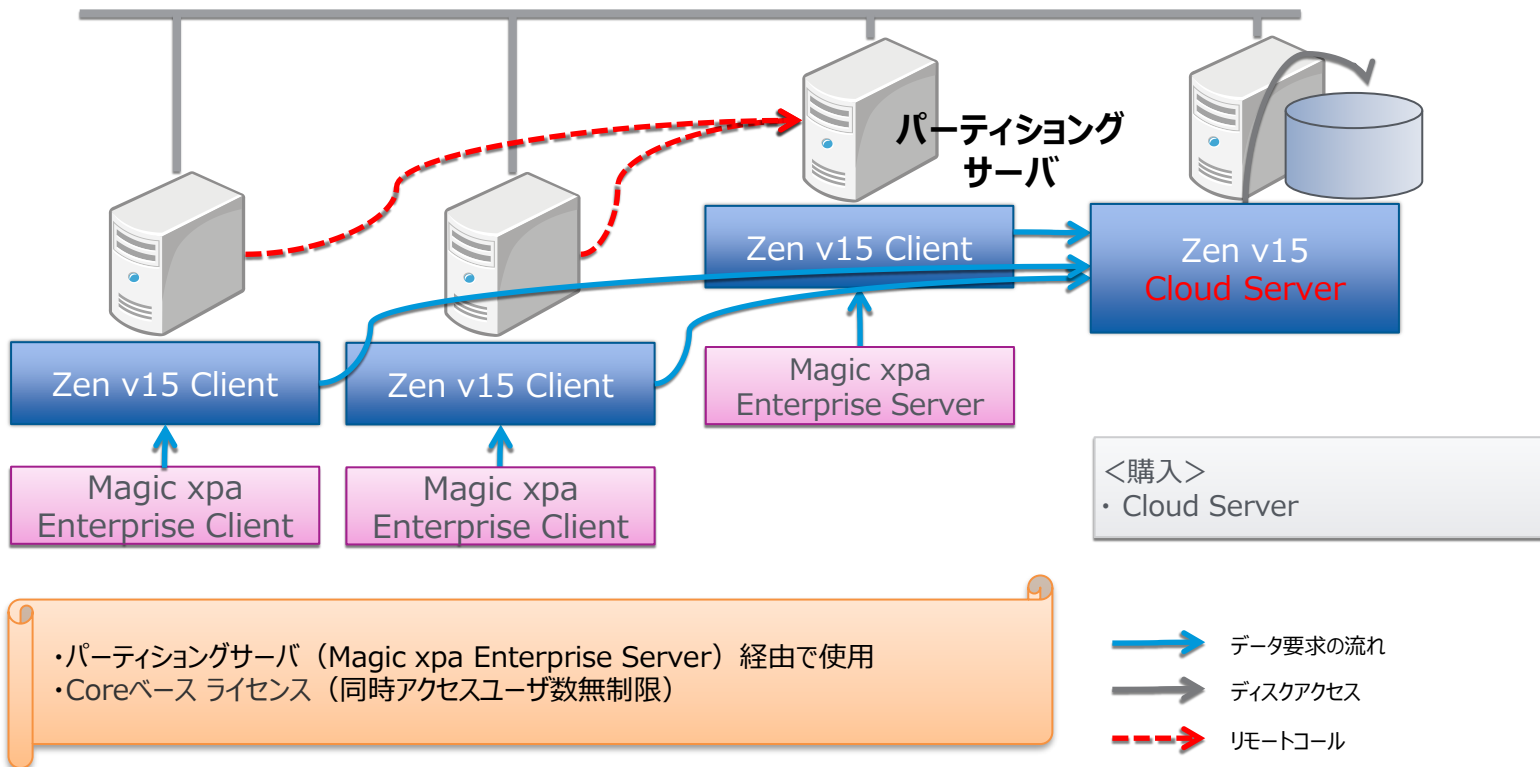 パーティショング
サーバ
Zen v15 Client
Zen v15
Cloud Server
Zen v15 Client
Zen v15 Client
Magic xpa
Enterprise Server
Magic xpa
Enterprise Client
Magic xpa
Enterprise Client
＜購入＞
・Cloud Server
・パーティショングサーバ（Magic xpa Enterprise Server）経由で使用
・Coreベース ライセンス（同時アクセスユーザ数無制限）
データ要求の流れ
ディスクアクセス
リモートコール